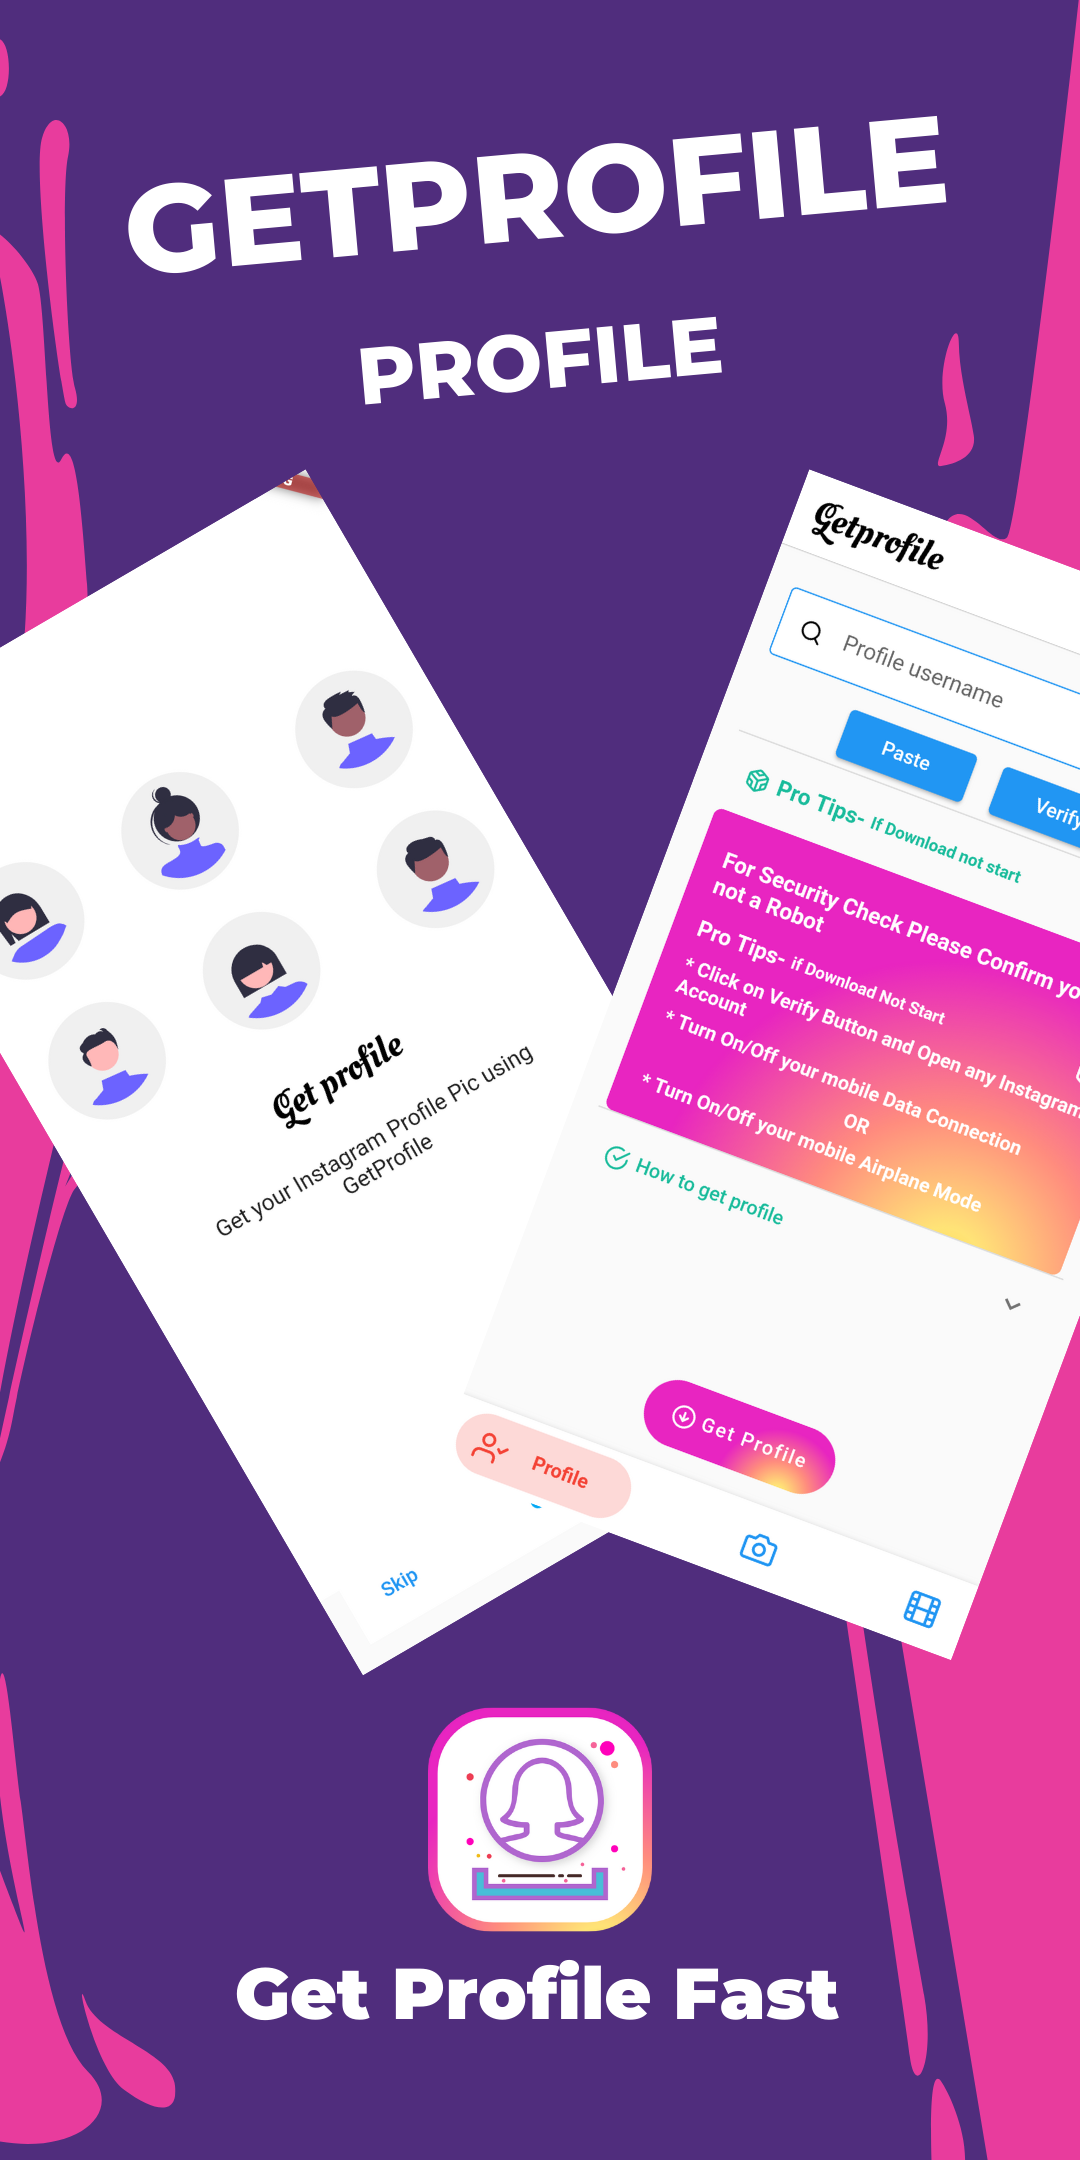 GETPROFILE
PROFILE
Get profile
Get your Instagram Profile Pic using
GetProfile
Skip
Getprofile
Profile username
Paste
Verify
Pro Tips- If Download not start
For Security Check Please Confirm yo
not a Robot
Pro Tips- if Download Not Start
* Click on Verify Button and Open any Instagram
Account
* Turn On/Off your mobile Data Connection
OR
* Turn On/Off your mobile Airplane Mode
How to get profile
Get Profile
Profile
Get Profile Fast